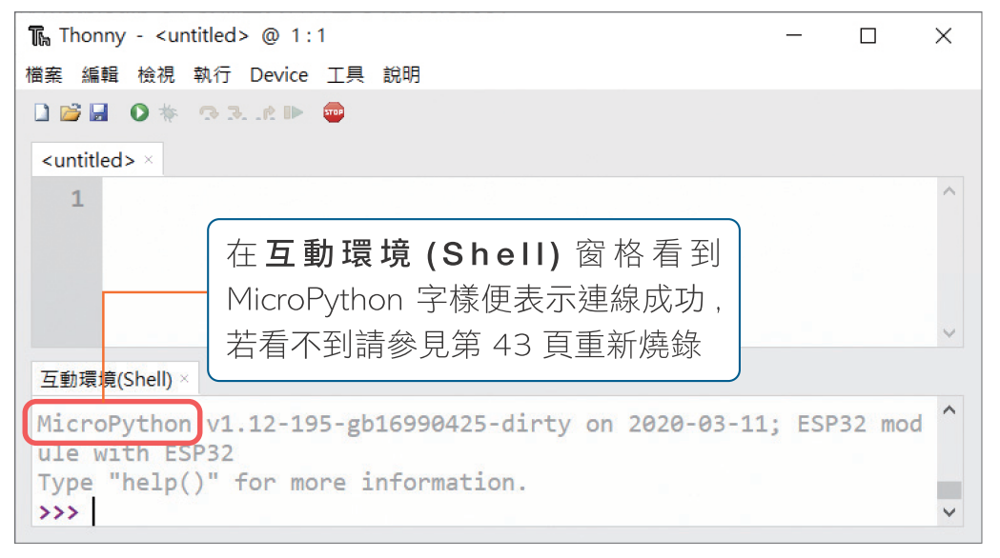 Thonny - <untitled> @ 1:1
檔案 編輯 檢視 執行 Device 工具 說明
STOP
<untitled> ×
1
在互動環境 (Shell) 窗格看到
MicroPython 字樣便表示連線成功，
若看不到請參見第 43 頁重新燒錄
互動環境(Shell) ×
MicroPython v1.12-195-gb16990425-dirty on 2020-03-11; ESP32 mod
ule with ESP32
Type "help()" for more information.
>>>